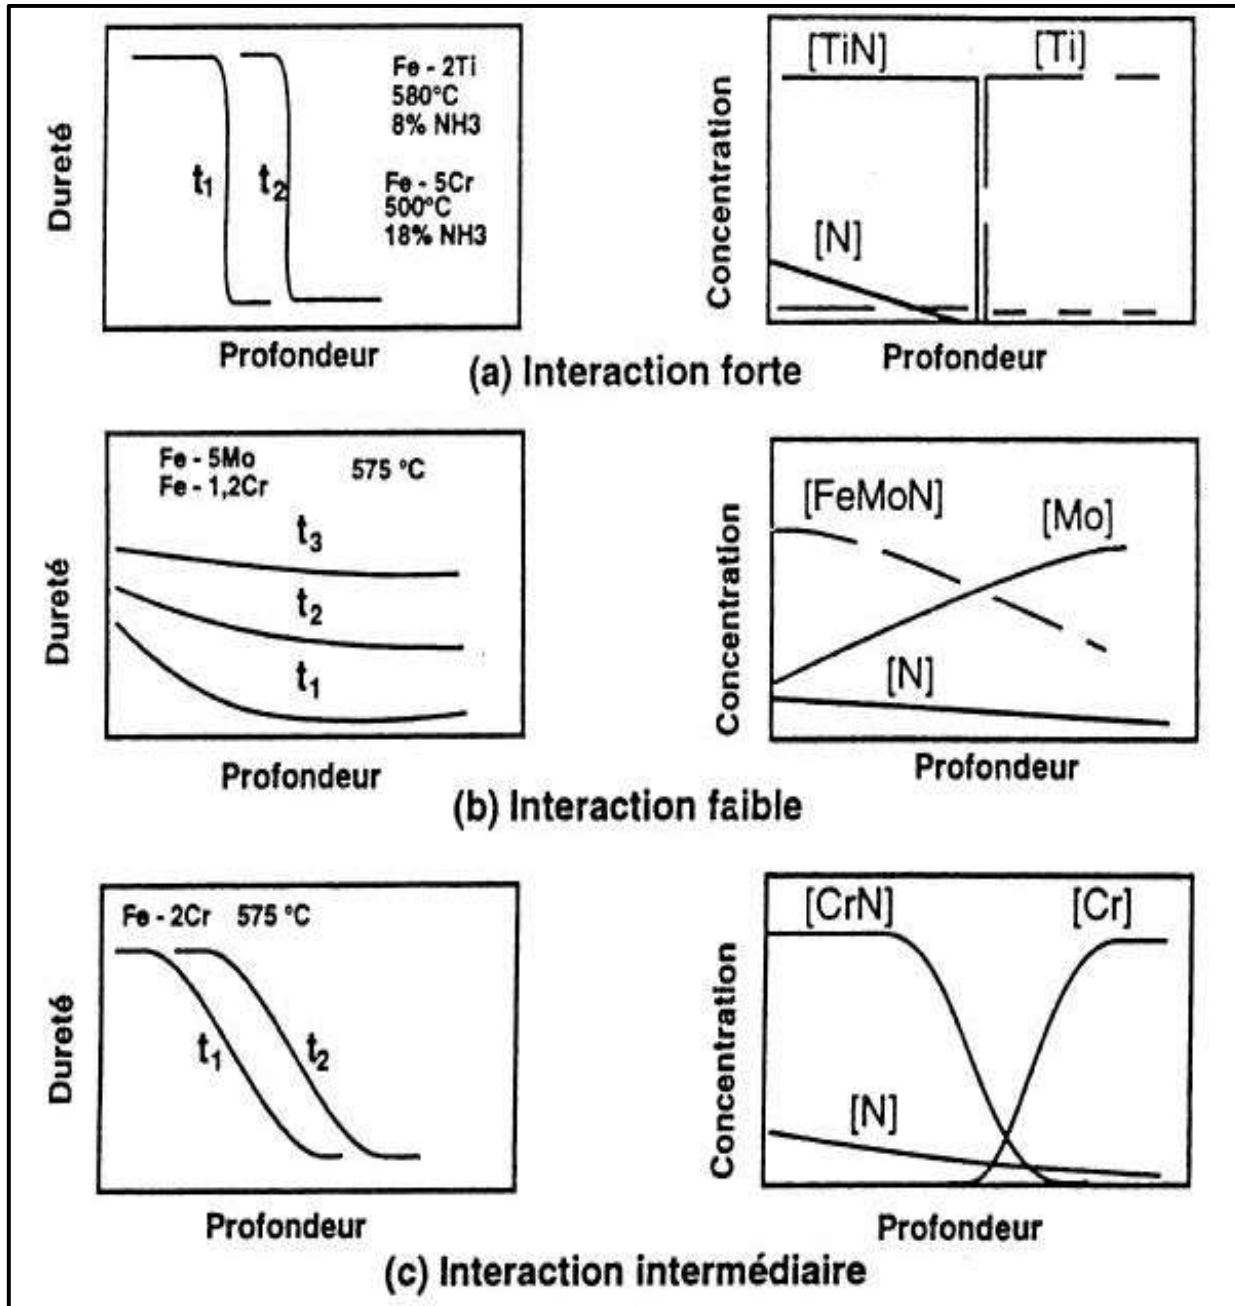 Dureté
Fe - 2Ti
580°C
8% NH3
Fe - 5Cr
500°C
18% NH3
t1
t2
Profondeur
Concentration
[TiN]
[Ti]
[N]
Profondeur
(a) Interaction forte
Dureté
Fe - 5Mo
Fe - 1,2Cr
575 °C
t3
t2
t1
Profondeur
Concentration
[FeMoN]
[Mo]
[N]
Profondeur
(b) Interaction faible
Dureté
Fe - 2Cr 575 °C
t1
t2
Profondeur
Concentration
[CrN]
[Cr]
[N]
Profondeur
(c) Interaction intermédiaire